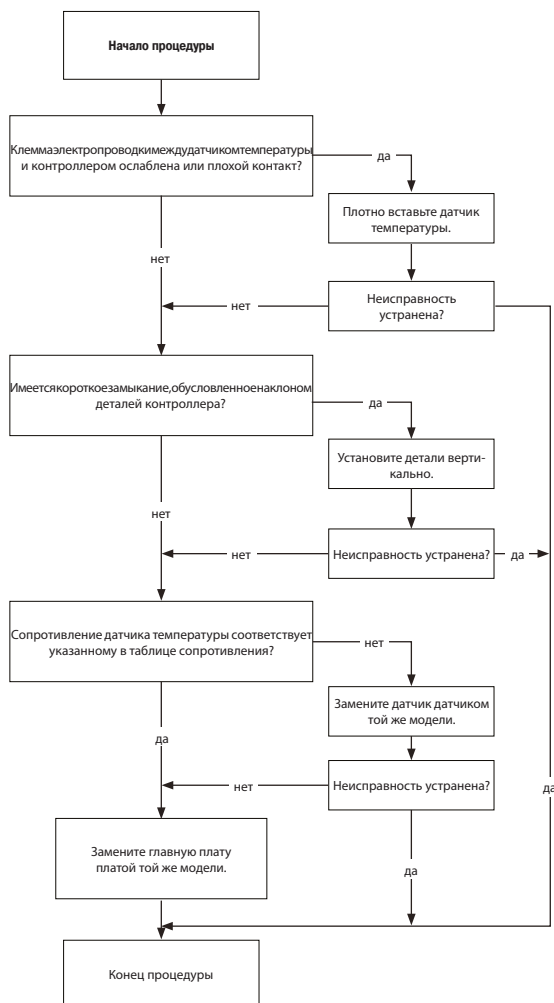 Начало процедуры
Клеммаэлектропроводкимеждудатчикомтемпературы
и контроллером ослаблена или плохой контакт?
да
Плотно вставьте датчик
температуры.
нет
нет
Неисправность
устранена?
Имеетсякороткоезамыкание,обусловленноенаклоном
деталей контроллера?
да
Установите детали верти-
кально.
нет
нет
Неисправность устранена?
да
Сопротивление датчика температуры соответствует
указанному в таблице сопротивления?
нет
Замените датчик датчиком
той же модели.
да
нет
Неисправность устранена?
да
Замените главную плату
платой той же модели.
да
Конец процедуры